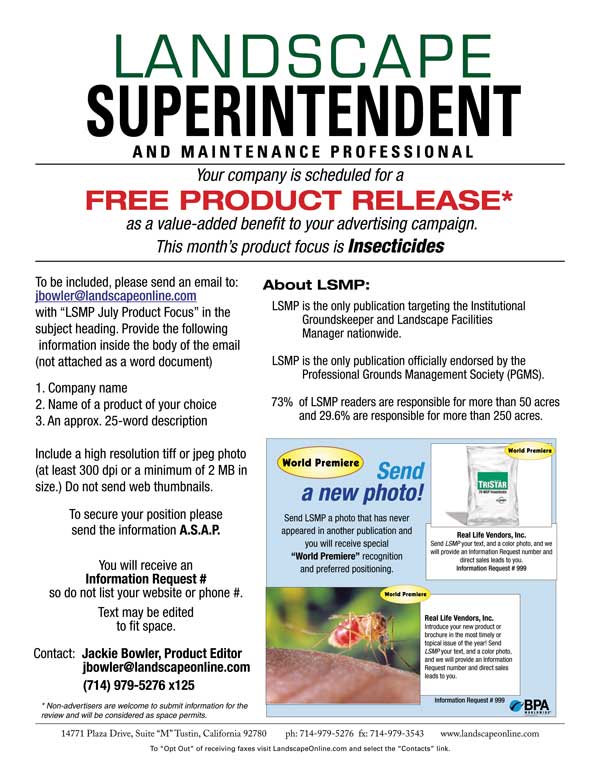 LANDSCAPE
SUPERINTENDENT
AND MAINTENANCE PROFESSIONAL
Your company is scheduled for a
FREE PRODUCT RELEASE*
as a value-added benefit to your advertising campaign.
This month's product focus is Insecticides
To be included, please send an email to:
jbowler@landscapeonline.com
with “LSMP July Product Focus” in the
subject heading. Provide the following
information inside the body of the email
(not attached as a word document)
1. Company name
2. Name of a product of your choice
3. An approx. 25-word description
Include a high resolution tiff or jpeg photo
(at least 300 dpi or a minimum of 2 MB in
size.) Do not send web thumbnails.
To secure your position please
send the information A.S.A.P.
You will receive an
Information Request #
so do not list your website or phone #.
Text may be edited
to fit space.
Contact: Jackie Bowler, Product Editor
jbowler@landscapeonline.com
(714) 979-5276 x125
* Non-advertisers are welcome to submit information for the
review and will be considered as space permits.
About LSMP:
LSMP is the only publication targeting the Institutional
Groundskeeper and Landscape Facilities
Manager nationwide.
LSMP is the only publication officially endorsed by the
Professional Grounds Management Society (PGMS).
73% of LSMP readers are responsible for more than 50 acres
and 29.6% are responsible for more than 250 acres.
World Premiere
Send
a new photo!
Send LSMP a photo that has never
appeared in another publication and
you will receive special
“World Premiere” recognition
and preferred positioning.
World Premiere
TRISTAR
Real Life Vendors, Inc.
Send LSMP your text, and a color photo, and we
will provide an Information Request number and
direct sales leads to you.
Information Request # 999
World Premiere
Real Life Vendors, Inc.
Introduce your new product or
brochure in the most timely or
topical issue of the year! Send
LSMP your text, and a color photo,
and we will provide an Information
Request number and direct sales
leads to you.
Information Request # 999
BPA
WORLDWIDE
14771 Plaza Drive, Suite “M” Tustin, California 92780 ph: 714-979-5276 fx: 714-979-3543 www.landscapeonline.com
To “Opt Out” of receiving faxes visit LandscapeOnline.com and select the “Contacts” link.